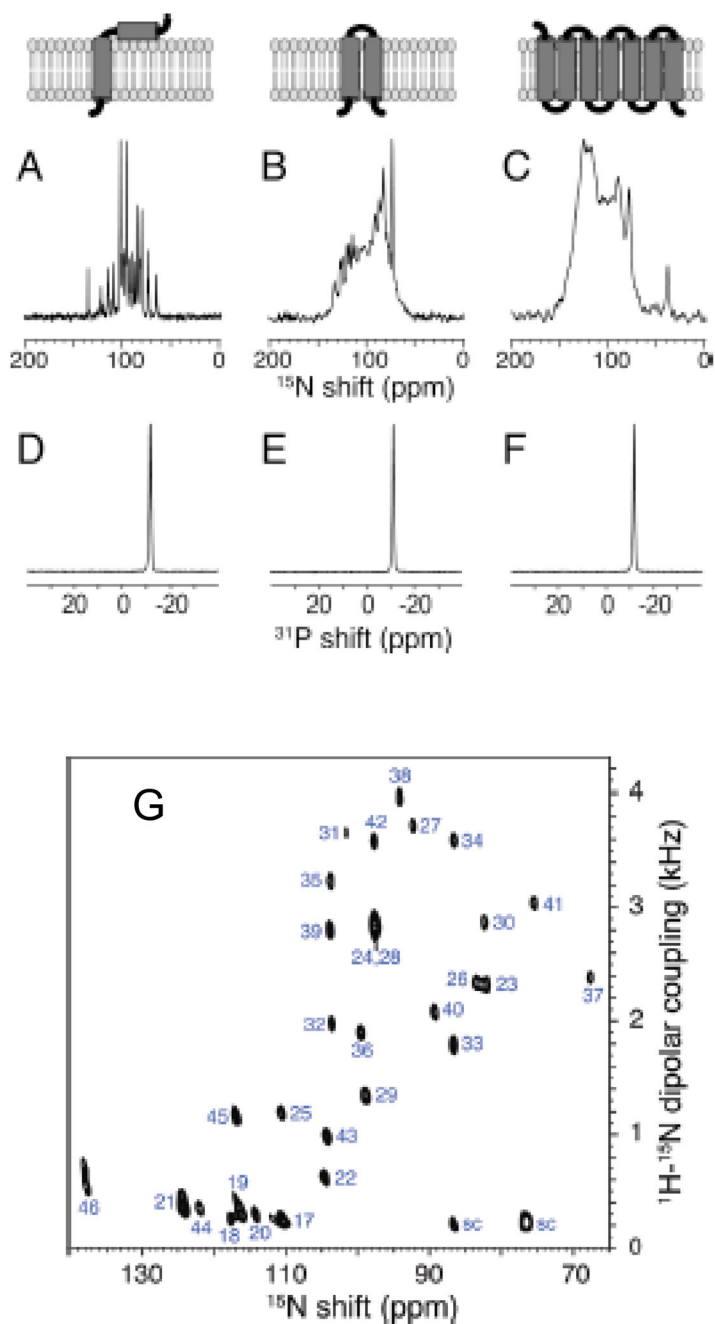 A B C
200 100 0 200 100 0 200 100 0
15N shift (ppm)
D E F
20 0 -20 20 0 -20 20 0 -20
31P shift (ppm)
G
38
4
42
27
31
34
35
3
41
39
30
24,28
26 23
37
2
40
32
36
33
29
45 25
1
43
22
46
21
19
44
18
20
17
sc sc
0
130 110 90 70
15N shift (ppm)
1H-15N dipolar coupling (kHz)